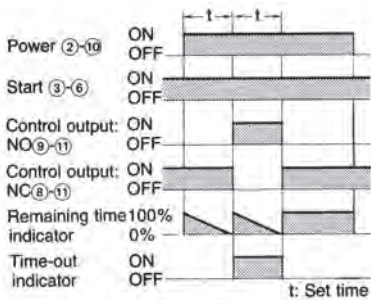 t t
Power ②-⑩ ON
OFF
Start ③-⑥ ON
OFF
Control output: ON
NO⑨-⑪ OFF
Control output: ON
NC⑧-⑪ OFF
Remaining time 100%
indicator 0%
Time-out ON
indicator OFF
t: Set time